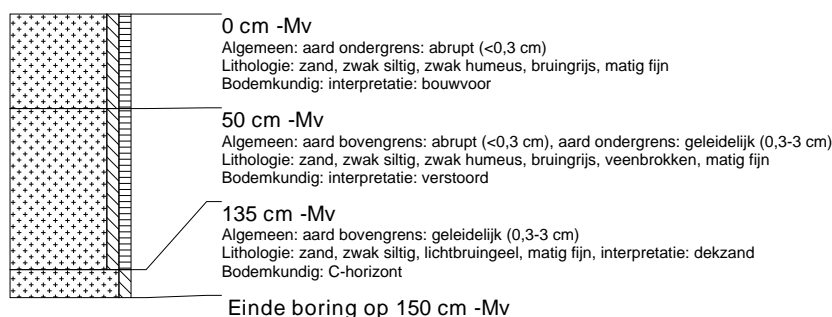 0 cm -Mv
Algemeen: aard ondergrens: abrupt (<0,3 cm)
Lithologie: zand, zwak siltig, zwak humeus, bruingrijs, matig fijn
Bodemkundig: interpretatie: bouwvoor
50 cm -Mv
Algemeen: aard bovengrens: abrupt (<0,3 cm), aard ondergrens: geleidelijk (0,3-3 cm)
Lithologie: zand, zwak siltig, zwak humeus, bruingrijs, veenbrokken, matig fijn
Bodemkundig: interpretatie: verstoord
135 cm -Mv
Algemeen: aard bovengrens: geleidelijk (0,3-3 cm)
Lithologie: zand, zwak siltig, lichtbruingeel, matig fijn, interpretatie: dekzand
Bodemkundig: C-horizont
Einde boring op 150 cm -Mv